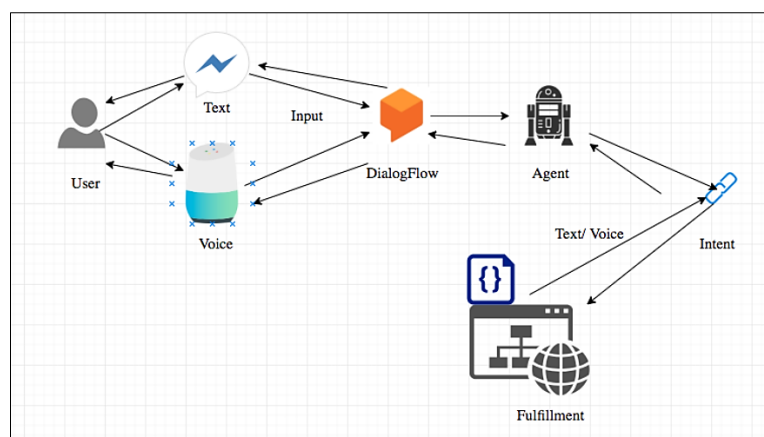 Text
Input
User
Voice
DialogFlow
Agent
Text/ Voice
Intent
{}
Fulfillment